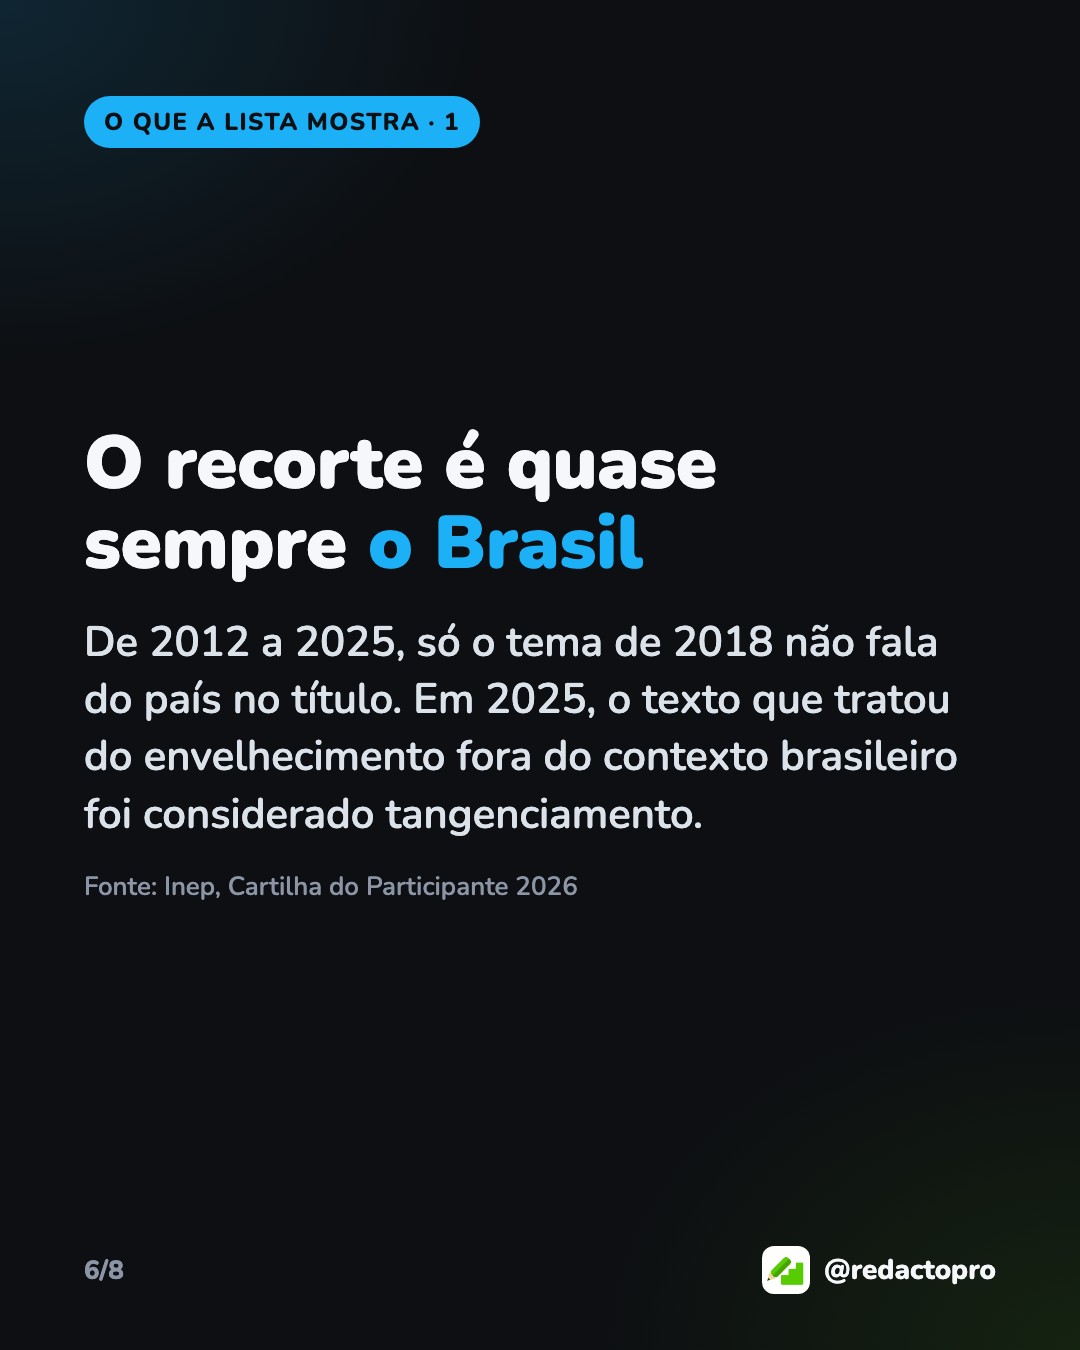 O QUE A LISTA MOSTRA · 1
O recorte é quase
sempre o Brasil
De 2012 a 2025, só o tema de 2018 não fala
do país no título. Em 2025, o texto que tratou
do envelhecimento fora do contexto brasileiro
foi considerado tangenciamento.
Fonte: Inep, Cartilha do Participante 2026
6/8
@redactopro